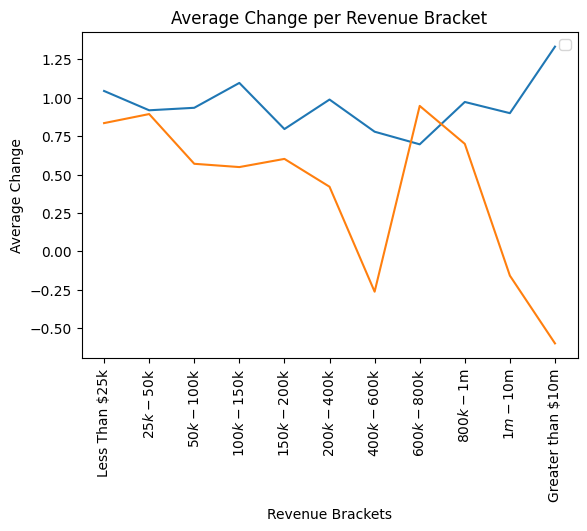 Average Change per Revenue Bracket
Average Change
1.25
1.00
0.75
0.50
0.25
0.00
−0.25
−0.50
Less Than $25k
25k − 50k
50k − 100k
100k − 150k
150k − 200k
200k − 400k
400k − 600k
600k − 800k
800k − 1m
1m − 10m
Greater than $10m
Revenue Brackets